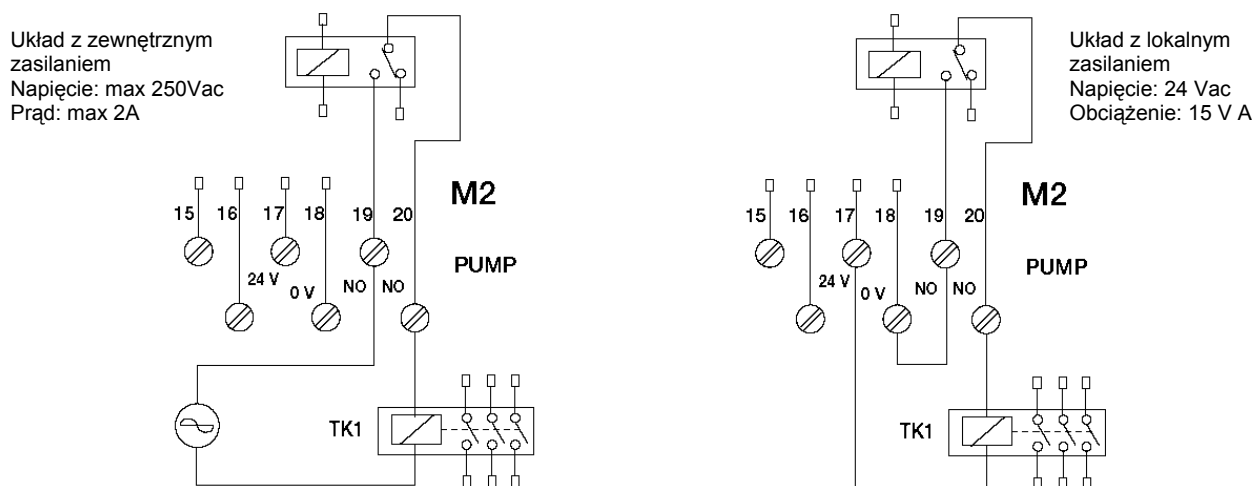 Układ z zewnętrznym
zasilaniem
Napięcie: max 250Vac
Prąd: max 2A
15 16 17 18 19 20
M2
24 V 0 V NO NO
PUMP
TK1
Układ z lokalnym
zasilaniem
Napięcie: 24 Vac
Obciążenie: 15 V A
15 16 17 18 19 20
M2
24 V 0 V NO NO
PUMP
TK1